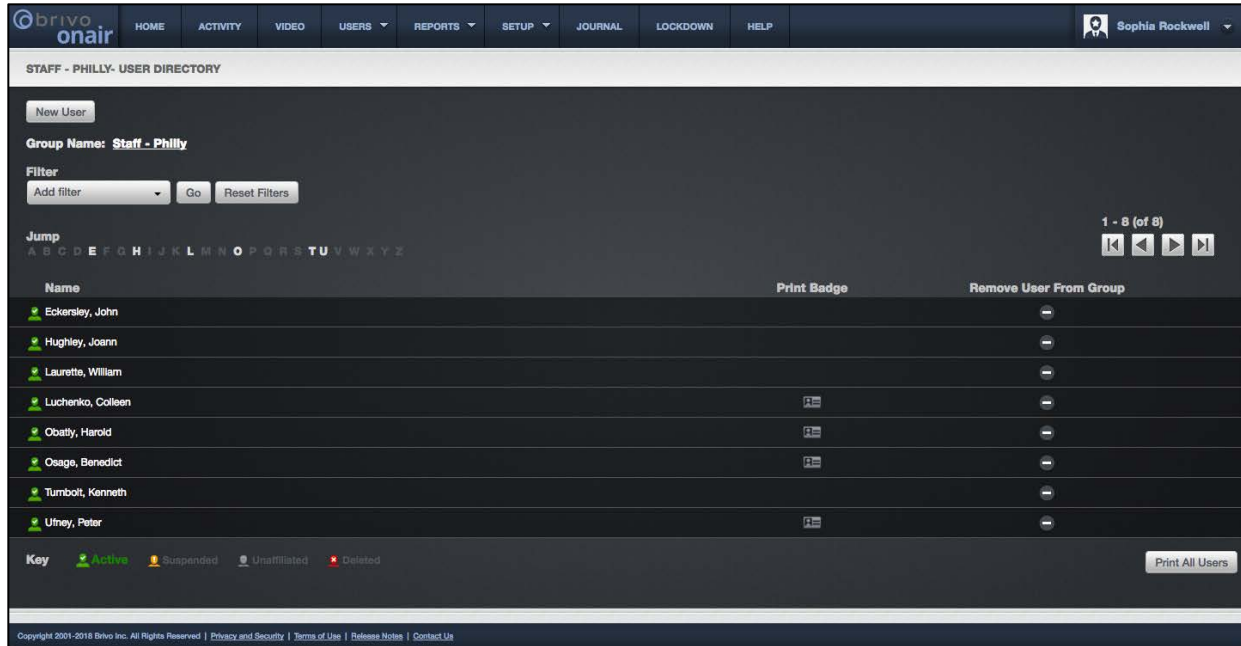 brivo onair
HOME ACTIVITY VIDEO USERS REPORTS SETUP JOURNAL LOCKDOWN HELP Sophia Rockwell
STAFF - PHILLY- USER DIRECTORY
New User
Group Name: Staff - Philly
Filter
Add filter Go Reset Filters
1 - 8 (of 8)
Jump
A B C D E F G H I J K L M N O P Q R S T U V W X Y Z
Name Print Badge Remove User From Group
Eckersley, John
Hughley, Joann
Laurette, William
Luchenko, Colleen
Obatly, Harold
Osage, Benedict
Turnbolt, Kenneth
Ufney, Peter
Key Active Suspended Unaffiliated Deleted
Print All Users
Copyright 2001-2018 Brivo Inc. All Rights Reserved | Privacy and Security | Terms of Use | Release Notes | Contact Us